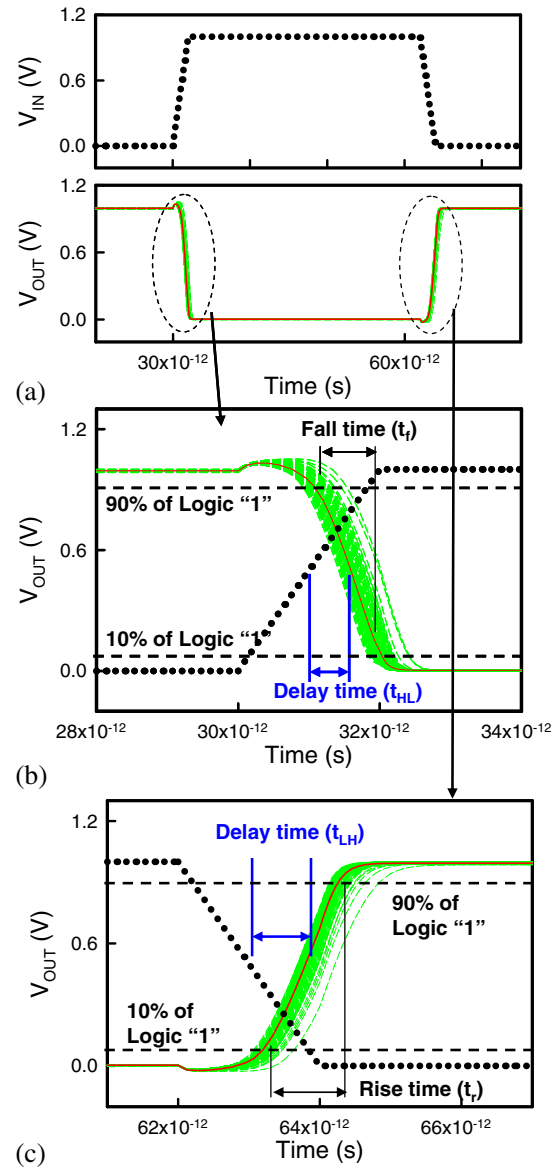 1.2
0.6
0.0
V_IN (V)
1.2
0.6
0.0
V_OUT (V)
30x10^-12
60x10^-12
Time (s)
(a)
1.2
0.6
0.0
V_OUT (V)
Fall time (t_f)
90% of Logic “1”
10% of Logic “1”
Delay time (t_HL)
28x10^-12
30x10^-12
32x10^-12
34x10^-12
Time (s)
(b)
1.2
0.6
0.0
V_OUT (V)
Delay time (t_LH)
90% of
Logic “1”
10% of
Logic “1”
Rise time (t_r)
62x10^-12
64x10^-12
66x10^-12
Time (s)
(c)